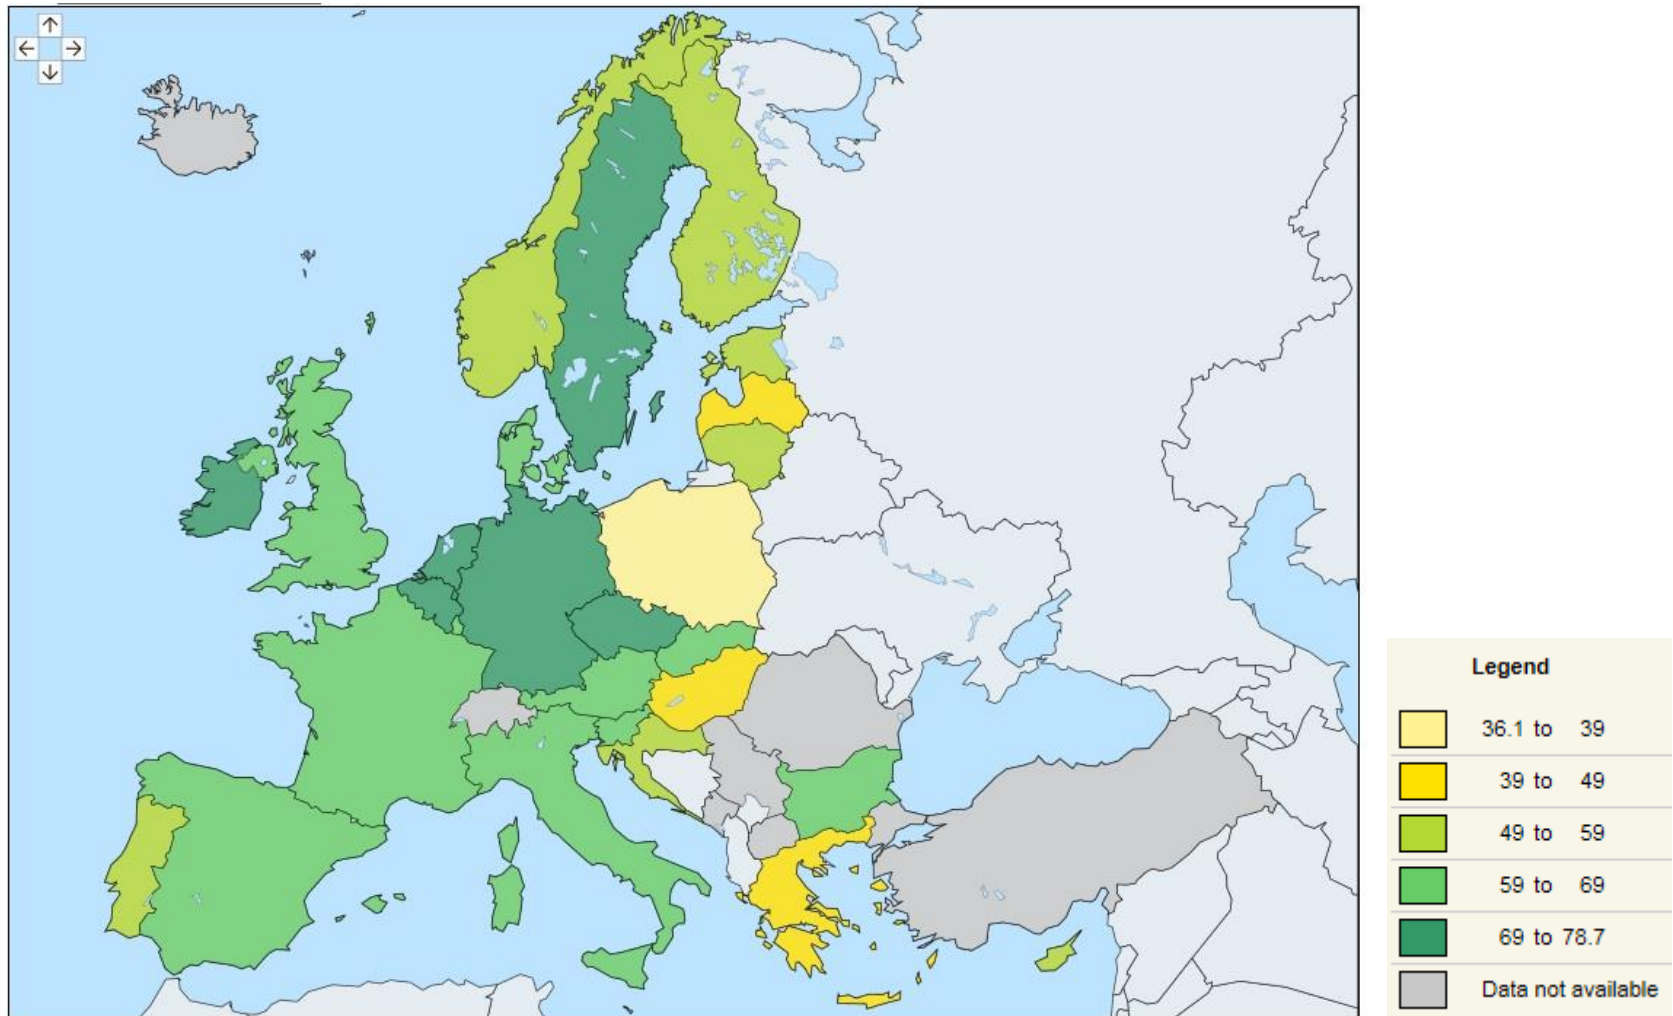 Legend
36.1 to 39
39 to 49
49 to 59
59 to 69
69 to 78.7
Data not available